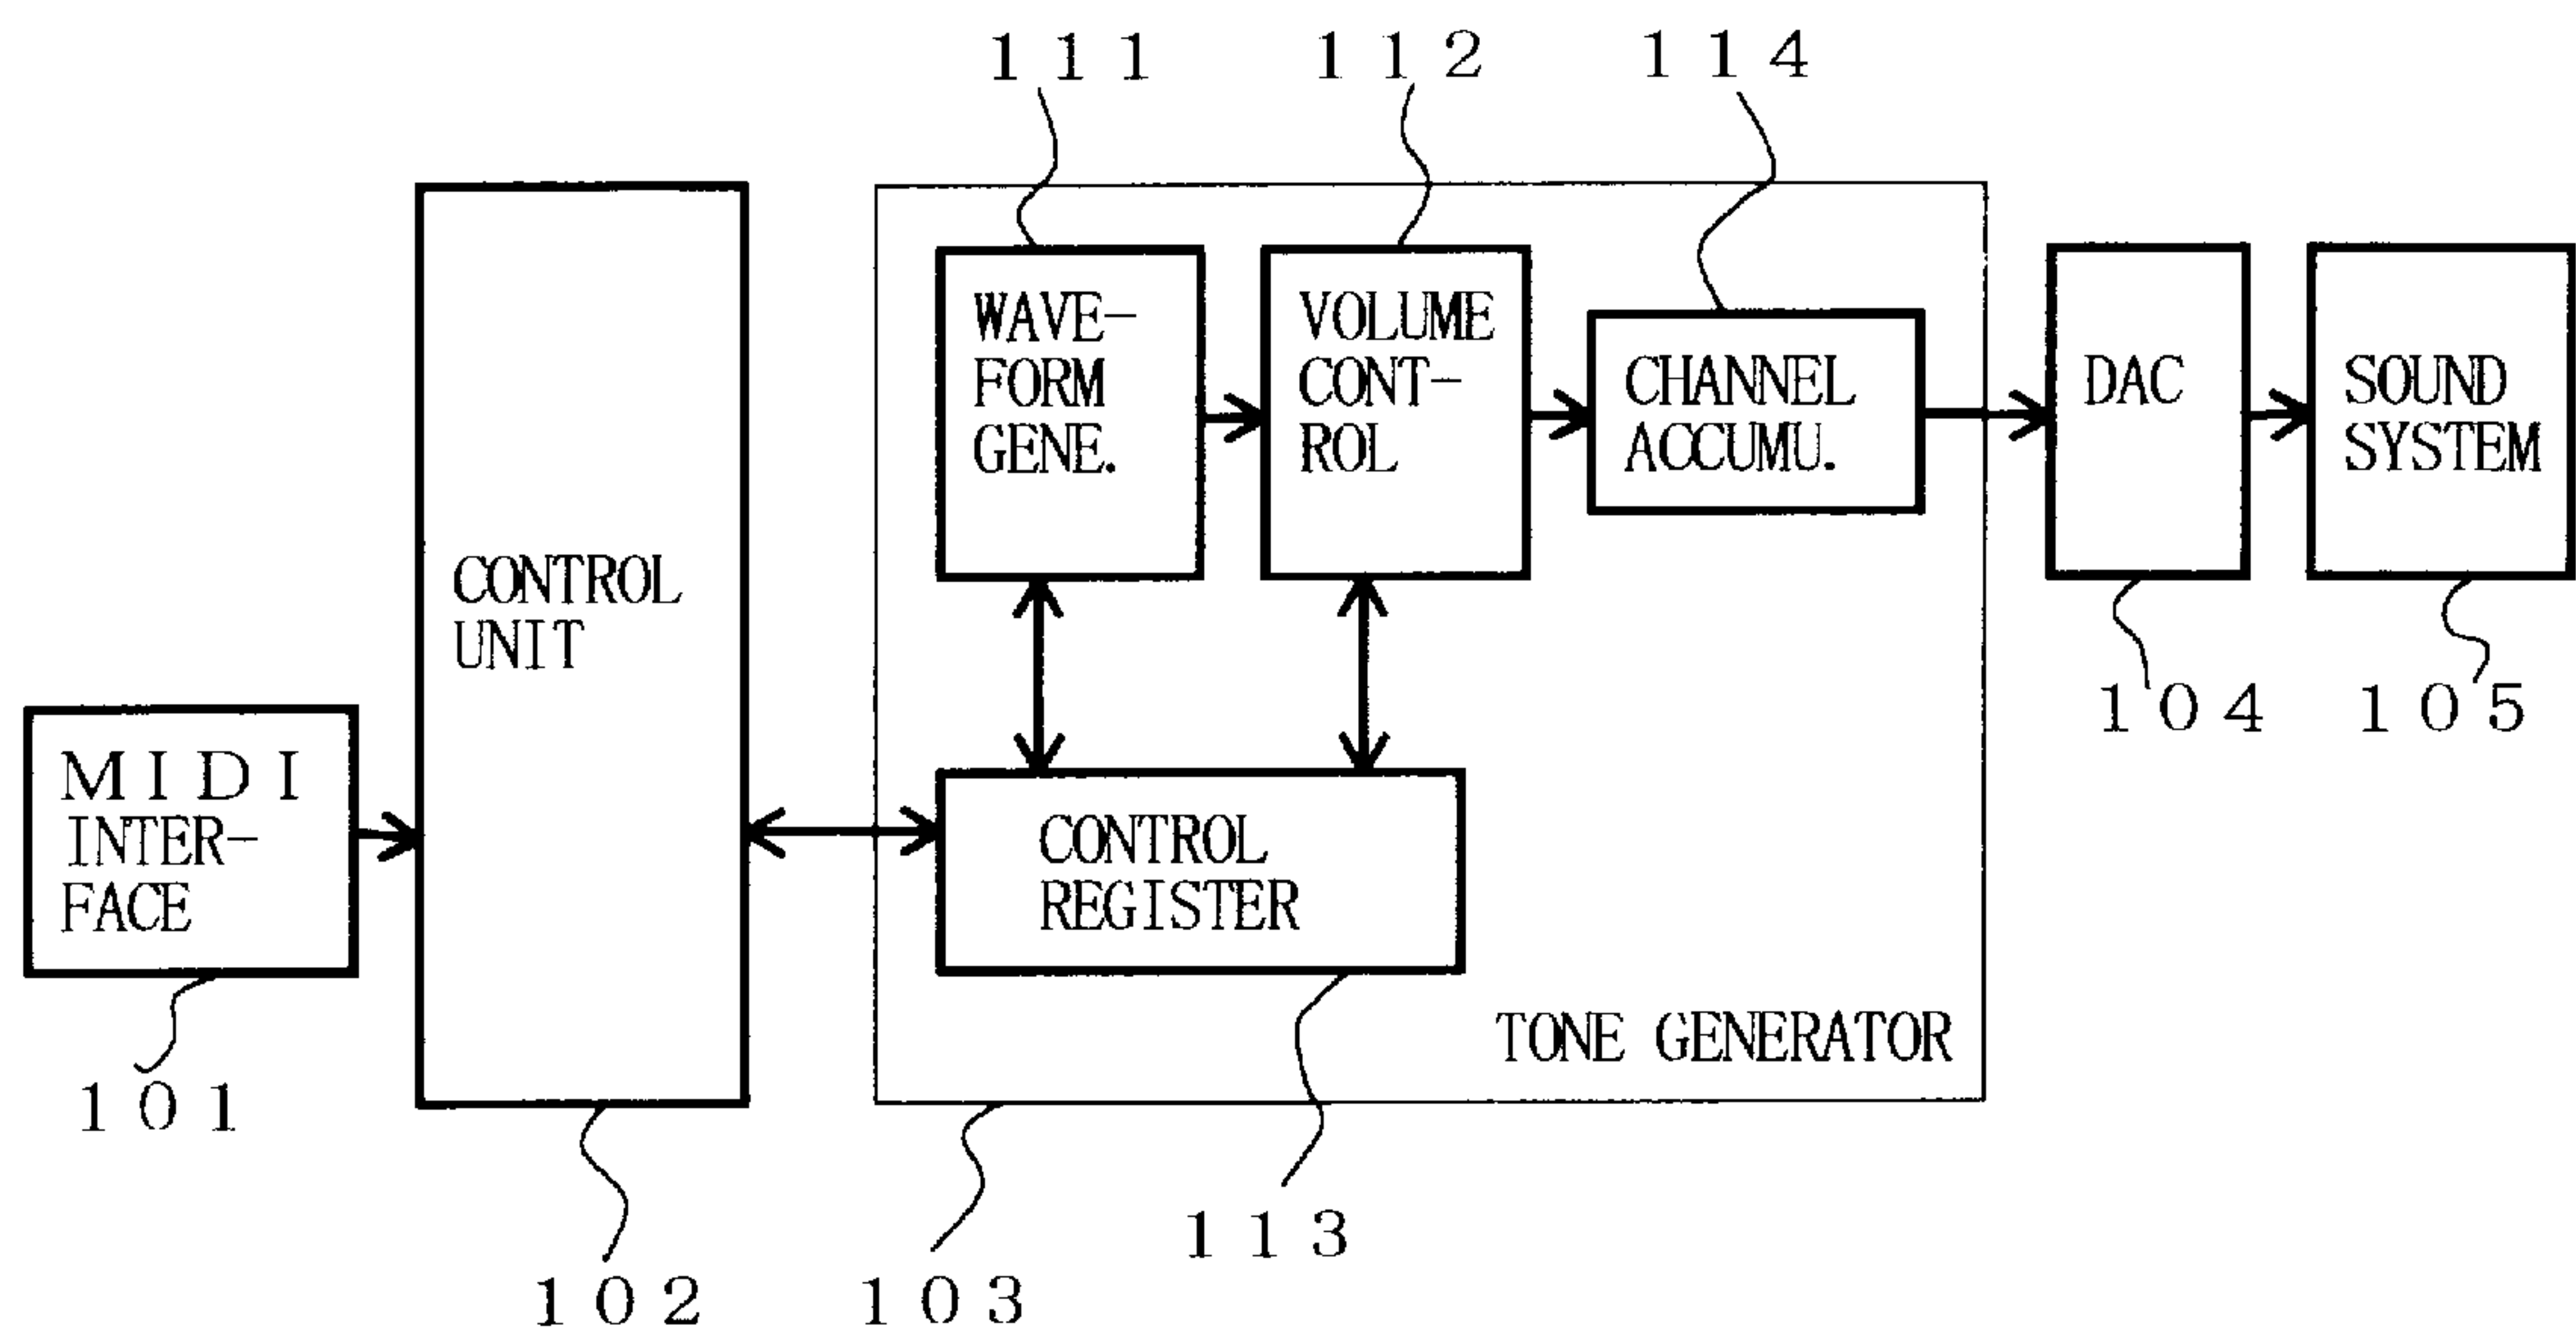 111
112
114
WAVE-
FORM
GENE.
VOLUME
CONT-
ROL
CHANNEL
ACCUMU.
DAC
SOUND
SYSTEM
CONTROL
UNIT
104
105
MIDI
INTER-
FACE
CONTROL
REGISTER
TONE GENERATOR
101
113
102
103